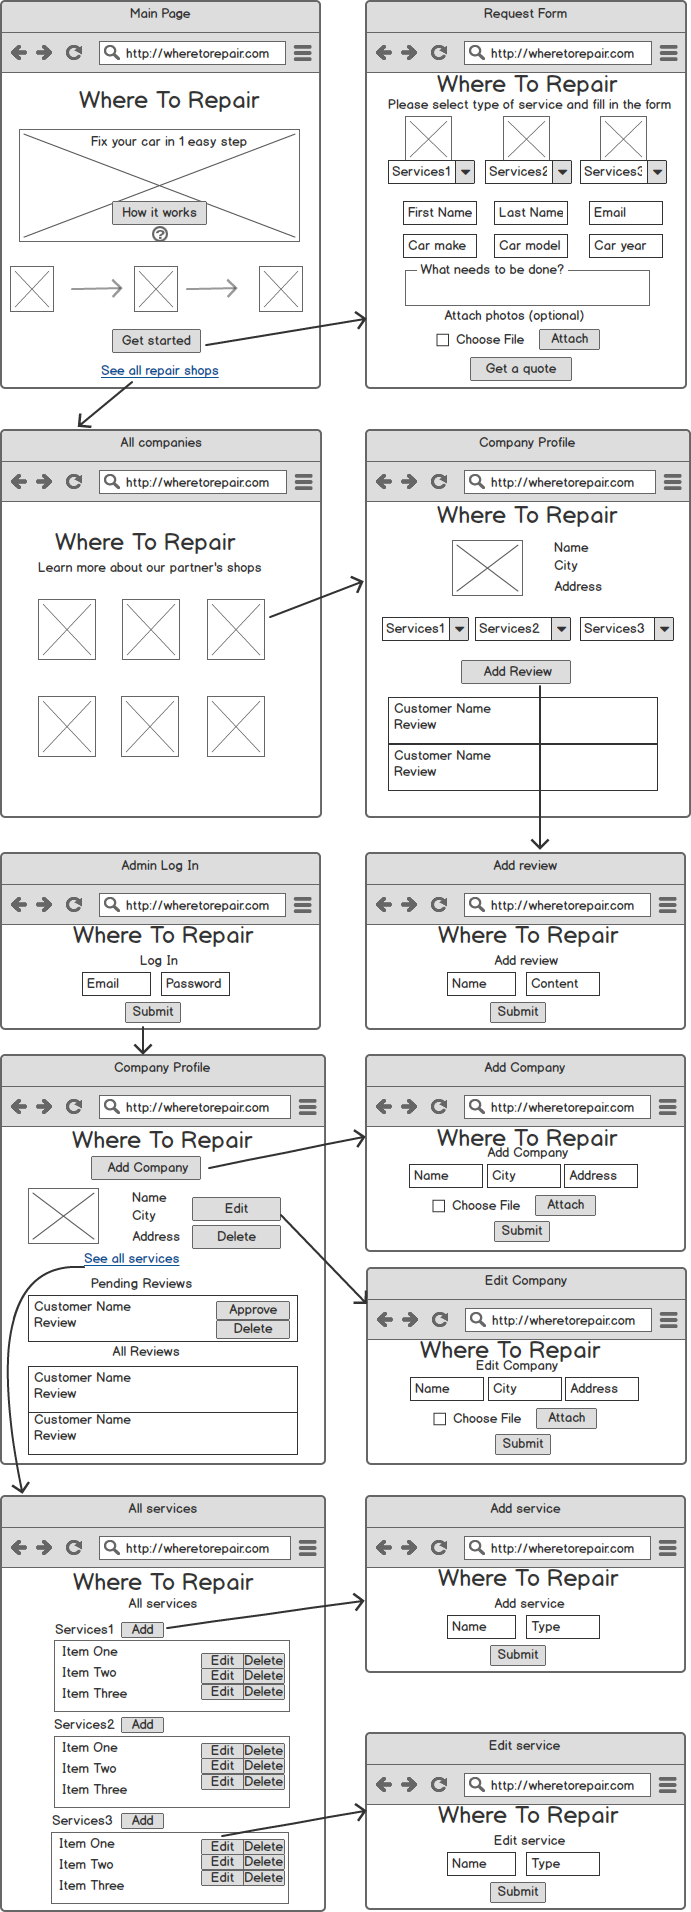 Main Page
http://wheretorepair.com
Where To Repair
Fix your car in 1 easy step
How it works
?
Get started
See all repair shops
Request Form
http://wheretorepair.com
Where To Repair
Please select type of service and fill in the form
Services1 Services2 Services3
First Name Last Name Email
Car make Car model Car year
What needs to be done?
Attach photos (optional)
Choose File Attach
Get a quote
All companies
http://wheretorepair.com
Where To Repair
Learn more about our partner's shops
Company Profile
http://wheretorepair.com
Where To Repair
Name
City
Address
Services1 Services2 Services3
Add Review
Customer Name
Review
Customer Name
Review
Admin Log In
http://wheretorepair.com
Where To Repair
Log In
Email Password
Submit
Add review
http://wheretorepair.com
Where To Repair
Add review
Name Content
Submit
Company Profile
http://wheretorepair.com
Where To Repair
Add Company
Name
City
Address
Edit
Delete
See all services
Pending Reviews
Customer Name
Review
Approve
Delete
All Reviews
Customer Name
Review
Customer Name
Review
Add Company
http://wheretorepair.com
Where To Repair
Add Company
Name City Address
Choose File Attach
Submit
Edit Company
http://wheretorepair.com
Where To Repair
Edit Company
Name City Address
Choose File Attach
Submit
All services
http://wheretorepair.com
Where To Repair
All services
Services1 Add
Item One Edit Delete
Item Two Edit Delete
Item Three Edit Delete
Services2 Add
Item One Edit Delete
Item Two Edit Delete
Item Three Edit Delete
Services3 Add
Item One Edit Delete
Item Two Edit Delete
Item Three Edit Delete
Add service
http://wheretorepair.com
Where To Repair
Add service
Name Type
Submit
Edit service
http://wheretorepair.com
Where To Repair
Edit service
Name Type
Submit